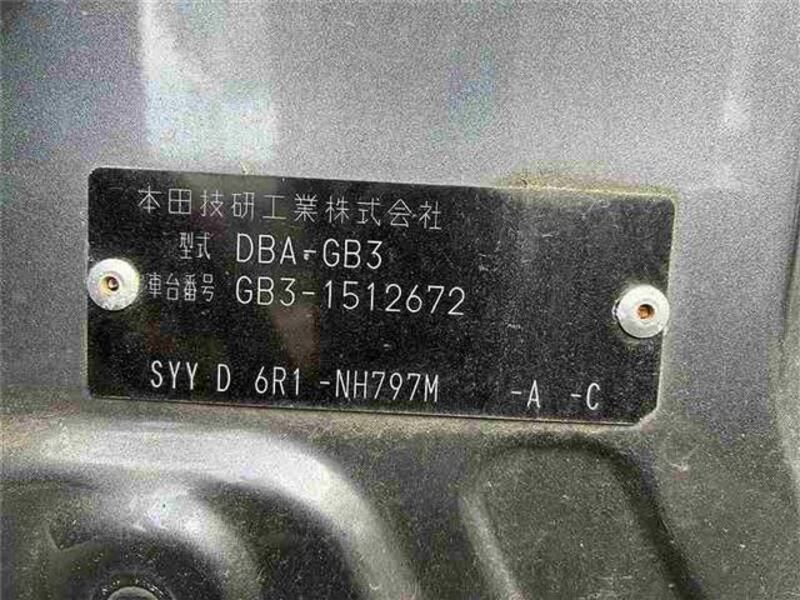 本田技研工業株式会社
型式 DBA-GB3
車台番号 GB3-1512672
SYY D 6R1 -NH797M -A -C